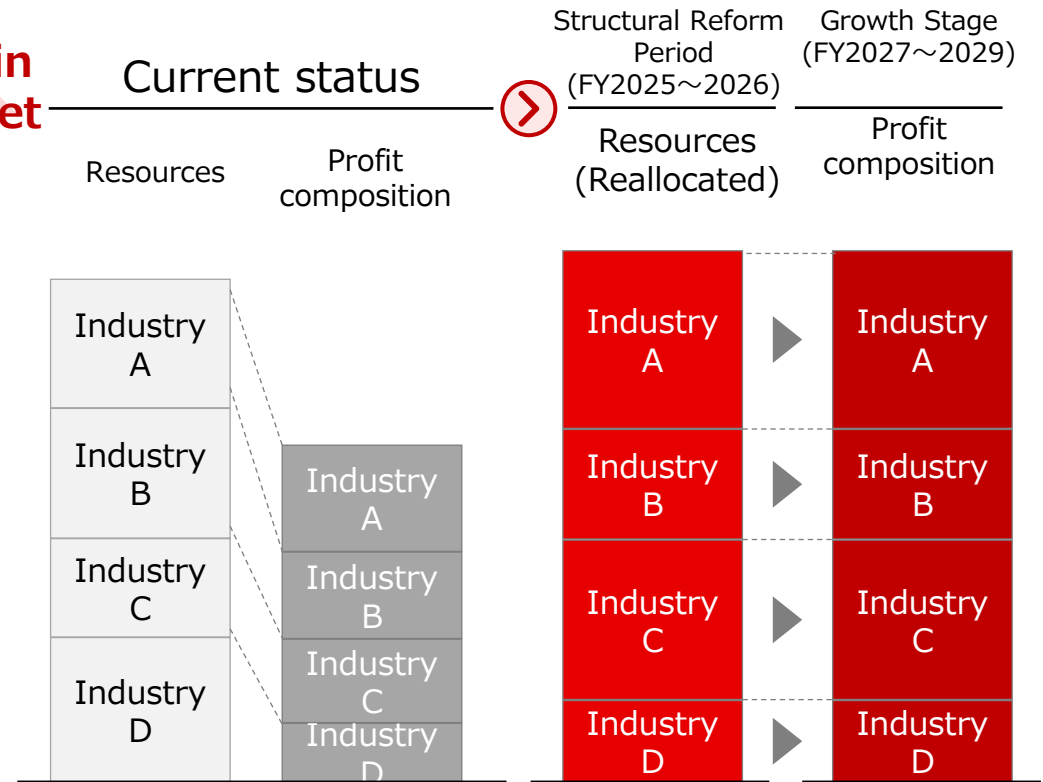 in
et
Current status
Structural Reform
Period
(FY2025～2026)
Growth Stage
(FY2027～2029)
Resources
Profit
composition
Resources
(Reallocated)
Profit
composition
Industry
A
Industry
B
Industry
C
Industry
D
Industry
A
Industry
B
Industry
C
Industry
D
Industry
A
Industry
B
Industry
C
Industry
D
Industry
A
Industry
B
Industry
C
Industry
D